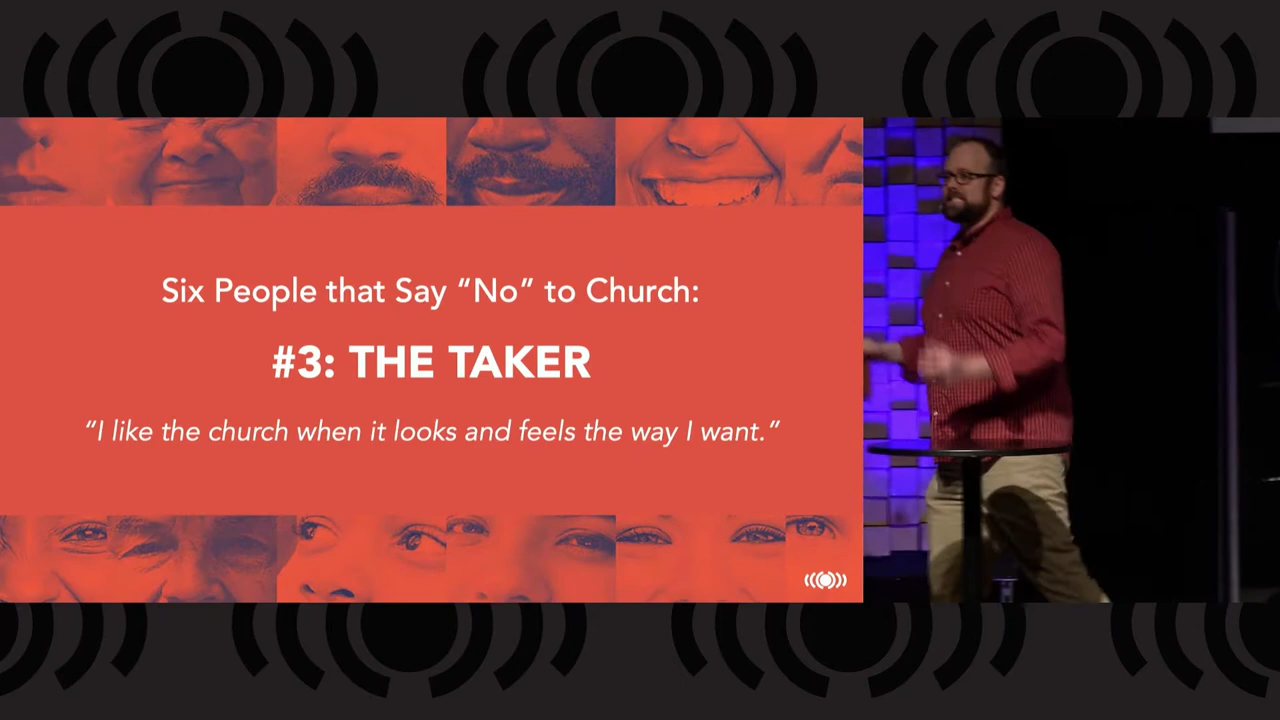 Six People that Say “No” to Church:
#3: THE TAKER
“I like the church when it looks and feels the way I want.”